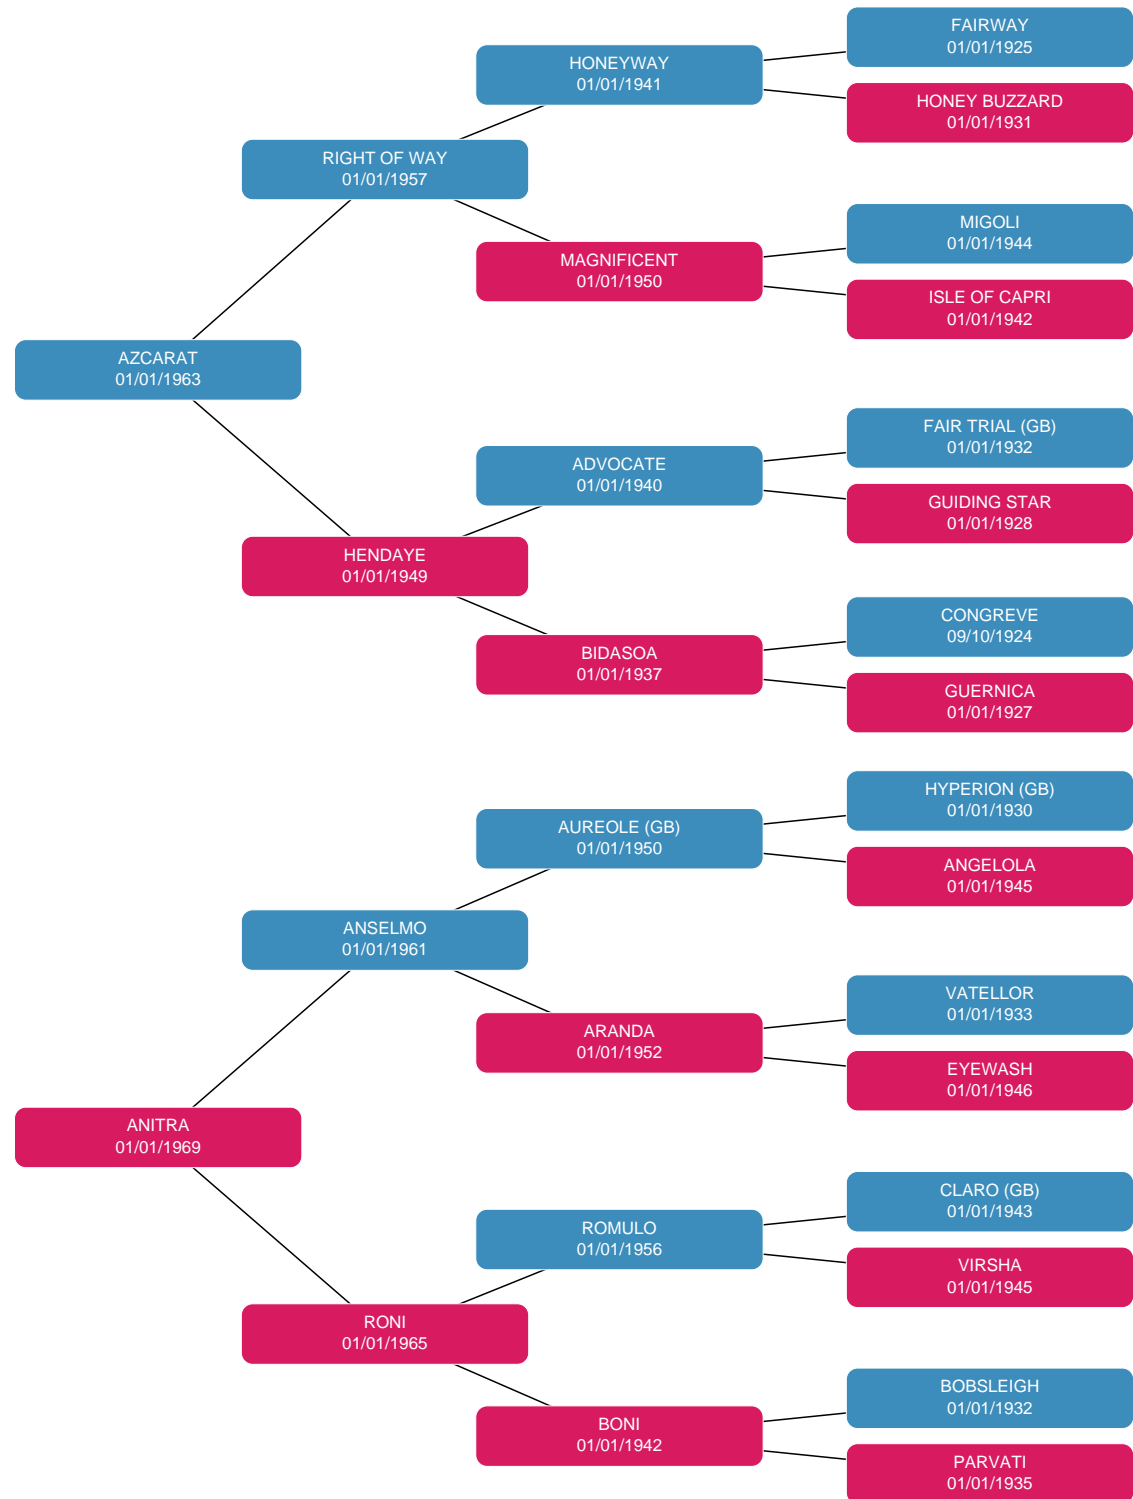 FAIRWAY
01/01/1925
HONEYWAY
01/01/1941
HONEY BUZZARD
01/01/1931
RIGHT OF WAY
01/01/1957
MIGOLI
01/01/1944
MAGNIFICENT
01/01/1950
ISLE OF CAPRI
01/01/1942
AZCARAT
01/01/1963
FAIR TRIAL (GB)
01/01/1932
ADVOCATE
01/01/1940
GUIDING STAR
01/01/1928
HENDAYE
01/01/1949
CONGREVE
09/10/1924
BIDASOA
01/01/1937
GUERNICA
01/01/1927
HYPERION (GB)
01/01/1930
AUREOLE (GB)
01/01/1950
ANGELOLA
01/01/1945
ANSELMO
01/01/1961
VATELLOR
01/01/1933
ARANDA
01/01/1952
EYEWASH
01/01/1946
ANITRA
01/01/1969
CLARO (GB)
01/01/1943
ROMULO
01/01/1956
VIRSHA
01/01/1945
RONI
01/01/1965
BOBSLEIGH
01/01/1932
BONI
01/01/1942
PARVATI
01/01/1935